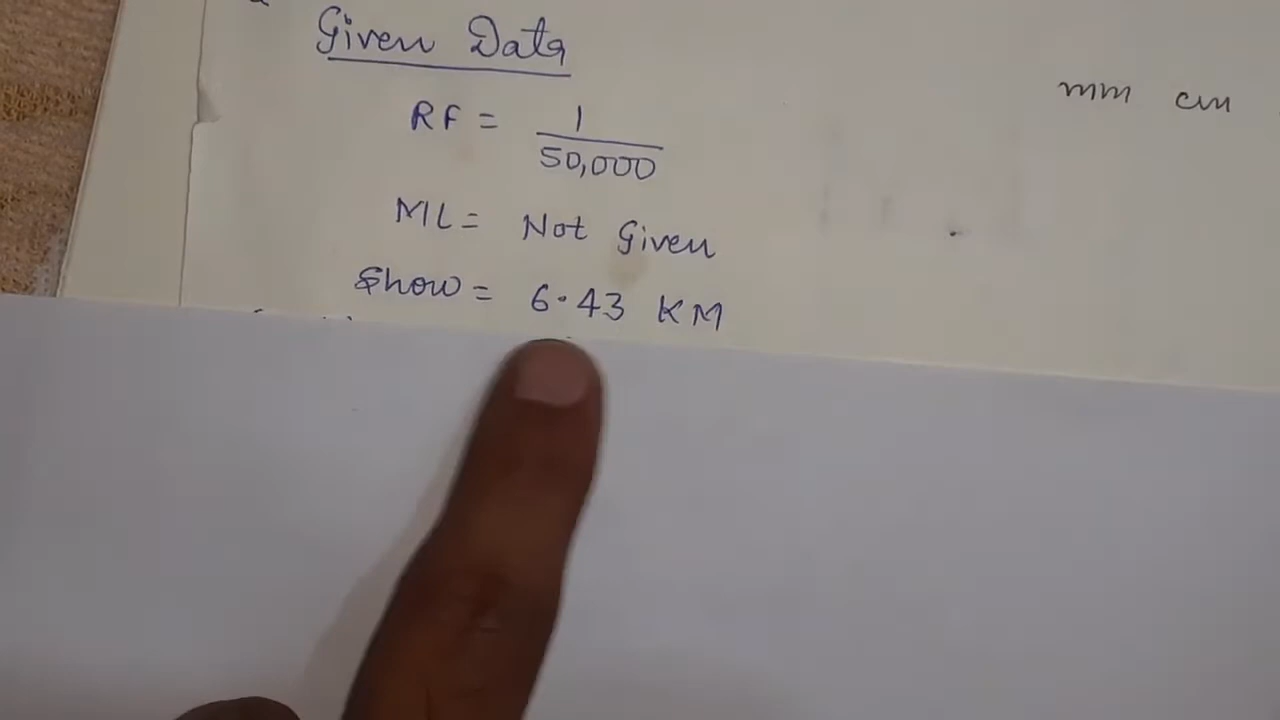 Given Data
mm cm
RF = 1/50,000
ML = Not Given
Show = 6.43 KM